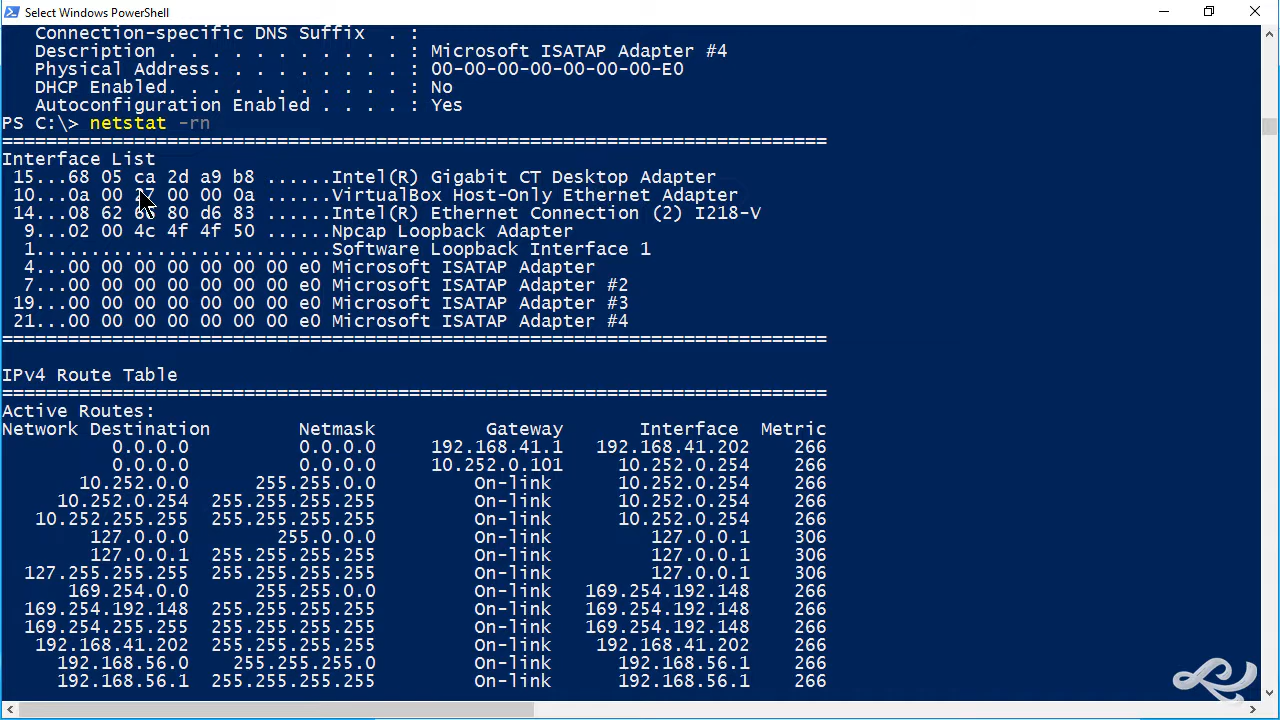 Select Windows PowerShell
Connection-specific DNS Suffix . :
Description . . . . . . . . . . : Microsoft ISATAP Adapter #4
Physical Address. . . . . . . . . : 00-00-00-00-00-00-00-E0
DHCP Enabled. . . . . . . . . . . : No
Autoconfiguration Enabled . . . . : Yes
PS C:\> netstat -rn
===========================================================================
Interface List
15...68 05 ca 2d a9 b8 ......Intel(R) Gigabit CT Desktop Adapter
10...0a 00 27 00 00 0a ......VirtualBox Host-Only Ethernet Adapter
14...08 62 80 d6 83 ......Intel(R) Ethernet Connection (2) I218-V
9...02 00 4c 4f 4f 50 ......Npcap Loopback Adapter
1...........................Software Loopback Interface 1
4...00 00 00 00 00 00 00 e0 Microsoft ISATAP Adapter
7...00 00 00 00 00 00 00 e0 Microsoft ISATAP Adapter #2
19...00 00 00 00 00 00 00 e0 Microsoft ISATAP Adapter #3
21...00 00 00 00 00 00 00 e0 Microsoft ISATAP Adapter #4
===========================================================================
IPv4 Route Table
===========================================================================
Active Routes:
Network Destination Netmask Gateway Interface Metric
0.0.0.0 0.0.0.0 192.168.41.1 192.168.41.202 266
0.0.0.0 0.0.0.0 10.252.0.101 10.252.0.254 266
10.252.0.0 255.255.0.0 On-link 10.252.0.254 266
10.252.0.254 255.255.255.255 On-link 10.252.0.254 266
10.252.255.255 255.255.255.255 On-link 10.252.0.254 266
127.0.0.0 255.0.0.0 On-link 127.0.0.1 306
127.0.0.1 255.255.255.255 On-link 127.0.0.1 306
127.255.255.255 255.255.255.255 On-link 127.0.0.1 306
169.254.0.0 255.255.0.0 On-link 169.254.192.148 266
169.254.192.148 255.255.255.255 On-link 169.254.192.148 266
169.254.255.255 255.255.255.255 On-link 169.254.192.148 266
192.168.41.202 255.255.255.255 On-link 192.168.41.202 266
192.168.56.0 255.255.255.0 On-link 192.168.56.1 266
192.168.56.1 255.255.255.255 On-link 192.168.56.1 266